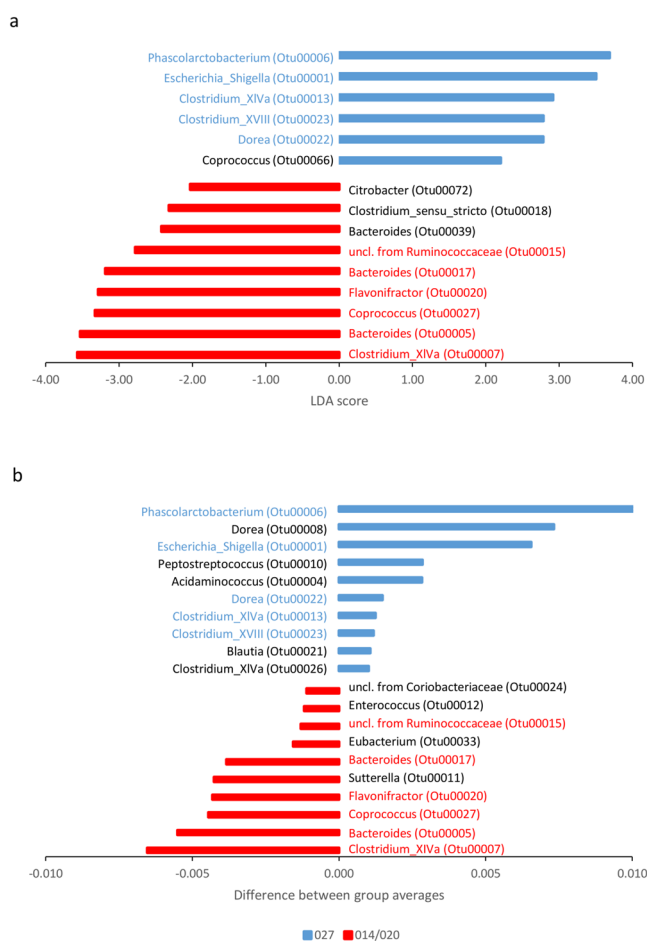 a
Phascolarctobacterium (Otu00006)
Escherichia_Shigella (Otu00001)
Clostridium_XlVa (Otu00013)
Clostridium_XVIII (Otu00023)
Dorea (Otu00022)
Coprococcus (Otu00066)
Citrobacter (Otu00072)
Clostridium_sensu_stricto (Otu00018)
Bacteroides (Otu00039)
uncl. from Ruminococcaceae (Otu00015)
Bacteroides (Otu00017)
Flavonifractor (Otu00020)
Coprococcus (Otu00027)
Bacteroides (Otu00005)
Clostridium_XlVa (Otu00007)
-4.00 -3.00 -2.00 -1.00 0.00 1.00 2.00 3.00 4.00
LDA score
b
Phascolarctobacterium (Otu00006)
Dorea (Otu00008)
Escherichia_Shigella (Otu00001)
Peptostreptococcus (Otu00010)
Acidaminococcus (Otu00004)
Dorea (Otu00022)
Clostridium_XlVa (Otu00013)
Clostridium_XVIII (Otu00023)
Blautia (Otu00021)
Clostridium_XlVa (Otu00026)
uncl. from Coriobacteriaceae (Otu00024)
Enterococcus (Otu00012)
uncl. from Ruminococcaceae (Otu00015)
Eubacterium (Otu00033)
Bacteroides (Otu00017)
Sutterella (Otu00011)
Flavonifractor (Otu00020)
Coprococcus (Otu00027)
Bacteroides (Otu00005)
Clostridium_XlVa (Otu00007)
-0.010 -0.005 0.000 0.005 0.010
Difference between group averages
027 014/020